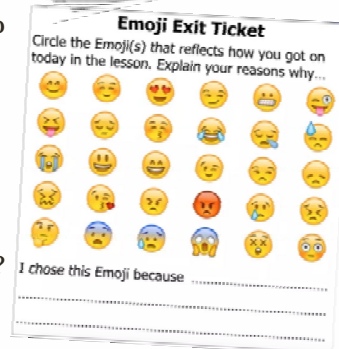 Emoji Exit Ticket
Circle the Emoji(s) that reflects how you got on
today in the lesson. Explain your reasons why...
I chose this Emoji because ................................